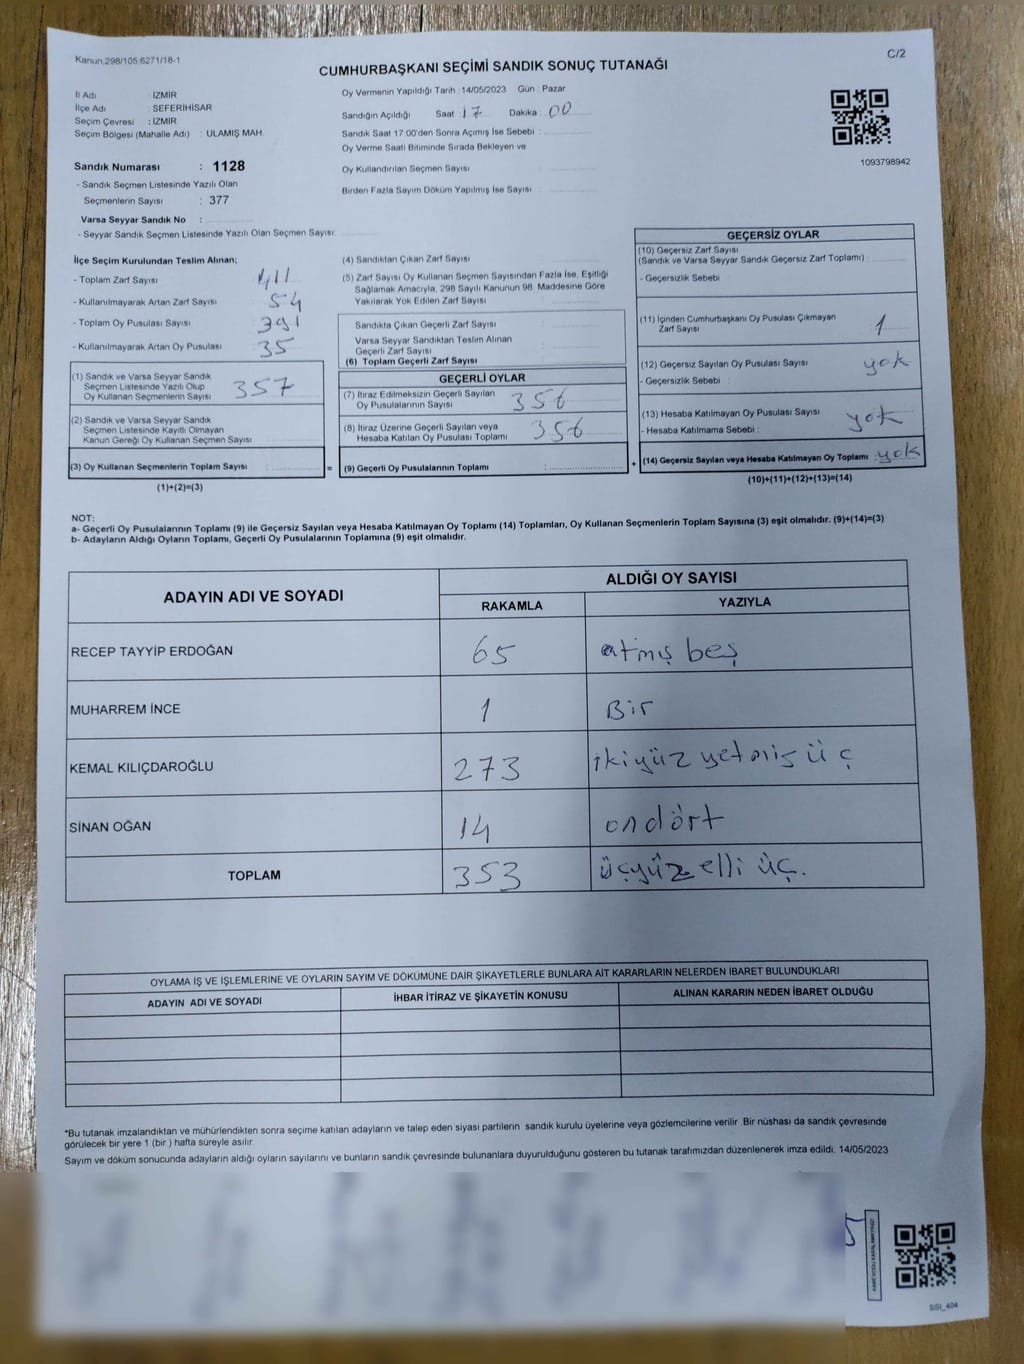 Kanun.298/105.6271/18-1
C/2
CUMHURBAŞKANI SEÇİMİ SANDIK SONUÇ TUTANAĞI
İl Adı : İZMİR
İlçe Adı : SEFERİHİSAR
Seçim Çevresi : İZMİR
Seçim Bölgesi (Mahalle Adı) : ULAMIŞ MAH.
Sandık Numarası : 1128
- Sandık Seçmen Listesinde Yazılı Olan
Seçmenlerin Sayısı : 377
Varsa Seyyar Sandık No :
- Seyyar Sandık Seçmen Listesinde Yazılı Olan Seçmen Sayısı:
Oy Vermenin Yapıldığı Tarih : 14/05/2023 Gün : Pazar
Sandığın Açıldığı Saat 17 Dakika 00
Sandık Saat 17:00'den Sonra Açımış İse Sebebi :
Oy Verme Saati Bitiminde Sırada Bekleyen ve
Oy Kullandırılan Seçmen Sayısı :
Birden Fazla Sayım Döküm Yapılmış İse Sayısı :
1093798942
İlçe Seçim Kurulundan Teslim Alınan;
- Toplam Zarf Sayısı : 411
- Kullanılmayarak Artan Zarf Sayısı : 54
- Toplam Oy Pusulası Sayısı : 391
- Kullanılmayarak Artan Oy Pusulası : 35
(1) Sandık ve Varsa Seyyar Sandık
Seçmen Listesinde Yazılı Olup
Oy Kullanan Seçmenlerin Sayısı : 357
(2) Sandık ve Varsa Seyyar Sandık
Seçmen Listesinde Kayıtlı Olmayan
Kanun Gereği Oy Kullanan Seçmen Sayısı :
(3) Oy Kullanan Seçmenlerin Toplam Sayısı :
(1)+(2)=(3)
=
(4) Sandıktan Çıkan Zarf Sayısı :
(5) Zarf Sayısı Oy Kullanan Seçmen Sayısından Fazla İse, Eşitliği
Sağlamak Amacıyla, 298 Sayılı Kanunun 98. Maddesine Göre
Yakılarak Yok Edilen Zarf Sayısı :
Sandıkta Çıkan Geçerli Zarf Sayısı :
Varsa Seyyar Sandıktan Teslim Alınan
Geçerli Zarf Sayısı :
(6) Toplam Geçerli Zarf Sayısı :
GEÇERLİ OYLAR
(7) İtiraz Edilmeksizin Geçerli Sayılan
Oy Pusulalarının Sayısı : 356
(8) İtiraz Üzerine Geçerli Sayılan veya
Hesaba Katılan Oy Pusulası Toplamı : 356
(9) Geçerli Oy Pusulalarının Toplamı :
+
GEÇERSİZ OYLAR
(10) Geçersiz Zarf Sayısı
(Sandık ve Varsa Seyyar Sandık Geçersiz Zarf Toplamı) :
- Geçersizlik Sebebi :
(11) İçinden Cumhurbaşkanı Oy Pusulası Çıkmayan
Zarf Sayısı : 1
(12) Geçersiz Sayılan Oy Pusulası Sayısı : yok
- Geçersizlik Sebebi :
(13) Hesaba Katılmayan Oy Pusulası Sayısı : yok
- Hesaba Katılmama Sebebi :
(14) Geçersiz Sayılan veya Hesaba Katılmayan Oy Toplamı : yok
(10)+(11)+(12)+(13)=(14)
NOT:
a- Geçerli Oy Pusulalarının Toplamı (9) ile Geçersiz Sayılan veya Hesaba Katılmayan Oy Toplamı (14) Toplamları, Oy Kullanan Seçmenlerin Toplam Sayısına (3) eşit olmalıdır. (9)+(14)=(3)
b- Adayların Aldığı Oyların Toplamı, Geçerli Oy Pusulalarının Toplamına (9) eşit olmalıdır.
ADAYIN ADI VE SOYADI
ALDIĞI OY SAYISI
RAKAMLA YAZIYLA
RECEP TAYYİP ERDOĞAN 65 atmış beş
MUHARREM İNCE 1 Bir
KEMAL KILIÇDAROĞLU 273 ikiyüz yetmiş üç
SİNAN OĞAN 14 ondört
TOPLAM 353 üçyüz elli üç.
OYLAMA İŞ VE İŞLEMLERİNE VE OYLARIN SAYIM VE DÖKÜMÜNE DAİR ŞİKAYETLERLE BUNLARA AİT KARARLARIN NELERDEN İBARET BULUNDUKLARI
ADAYIN ADI VE SOYADI İHBAR İTİRAZ VE ŞİKAYETİN KONUSU ALINAN KARARIN NEDEN İBARET OLDUĞU
*Bu tutanak imzalandıktan ve mühürlendikten sonra seçime katılan adayların ve talep eden siyasi partilerin sandık kurulu üyelerine veya gözlemcilerine verilir. Bir nüshası da sandık çevresinde
görülecek bir yere 1 (bir ) hafta süreyle asılır.
Sayım ve döküm sonucunda adayların aldığı oyların sayılarını ve bunların sandık çevresinde bulunanlara duyurulduğunu gösteren bu tutanak tarafımızdan düzenlenerek imza edildi. 14/05/2023
SSI_404